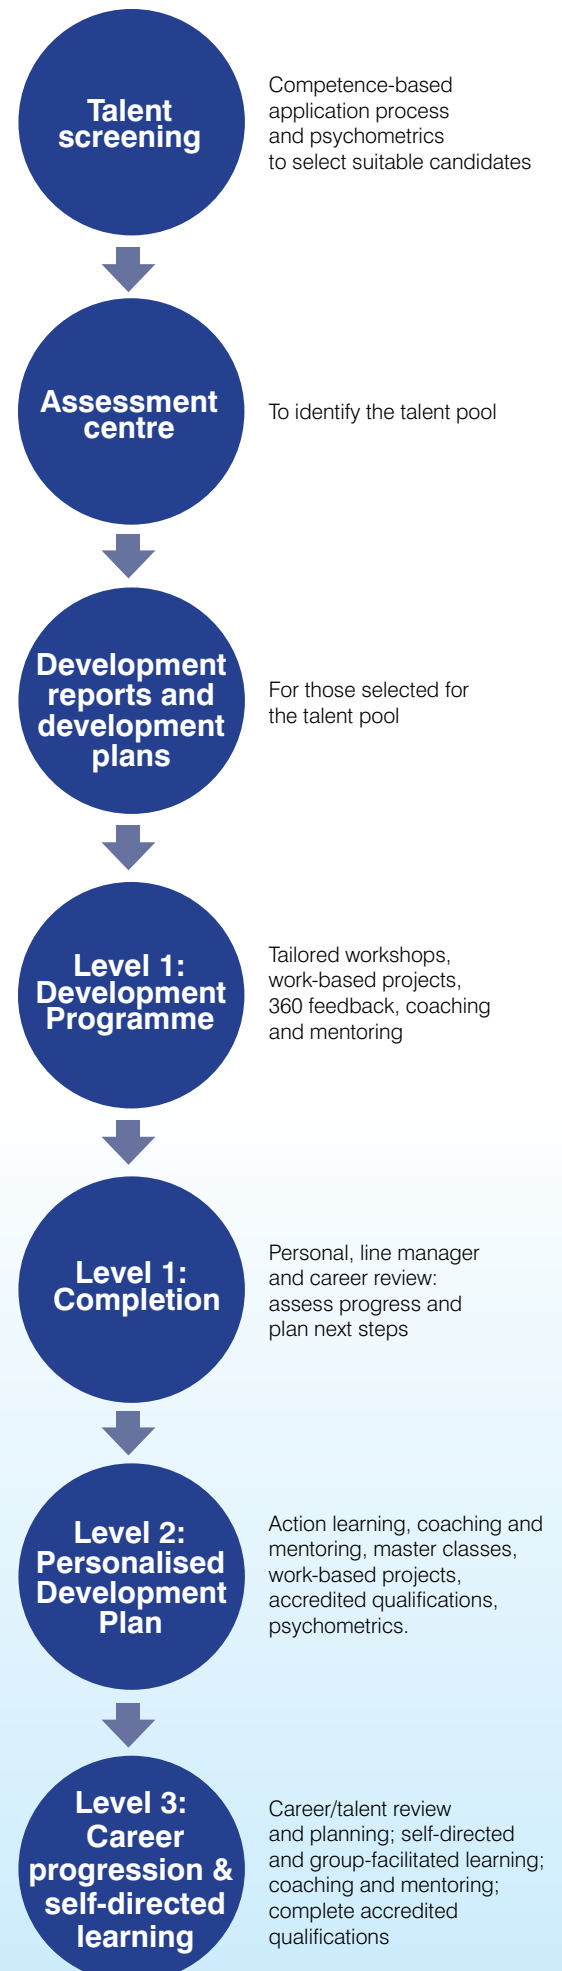 Talent
screening
Competence-based
application process
and psychometrics
to select suitable candidates
Assessment
centre
To identify the talent pool
Development
reports and
development
plans
For those selected for
the talent pool
Level 1:
Development
Programme
Tailored workshops,
work-based projects,
360 feedback, coaching
and mentoring
Level 1:
Completion
Personal, line manager
and career review:
assess progress and
plan next steps
Level 2:
Personalised
Development
Plan
Action learning, coaching and
mentoring, master classes,
work-based projects,
accredited qualifications,
psychometrics.
Level 3:
Career
progression &
self-directed
learning
Career/talent review
and planning; self-directed
and group-facilitated learning;
coaching and mentoring;
complete accredited
qualifications